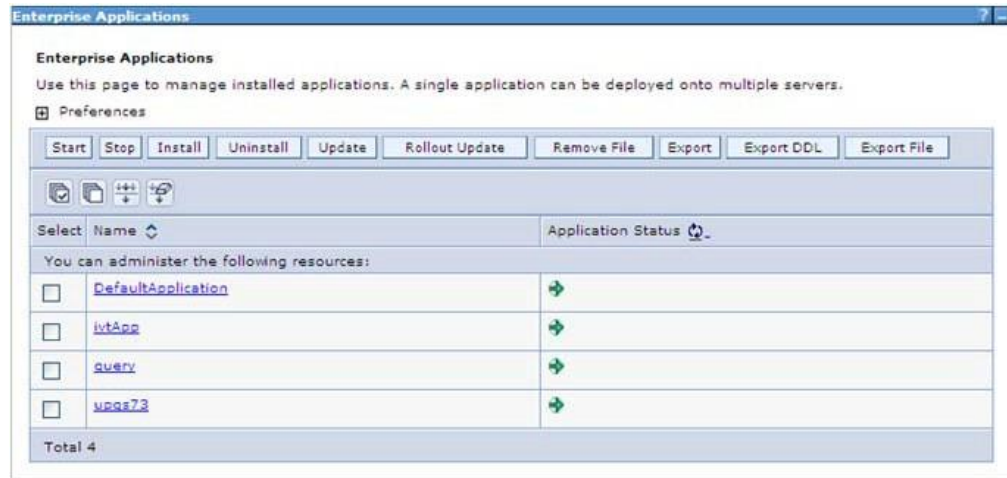 Enterprise Applications
?
Enterprise Applications
Use this page to manage installed applications. A single application can be deployed onto multiple servers.
Preferences
Start Stop Install Uninstall Update Rollout Update Remove File Export Export DDL Export File
Select Name Application Status
You can administer the following resources:
DefaultApplication
ivtApp
query
upgs73
Total 4